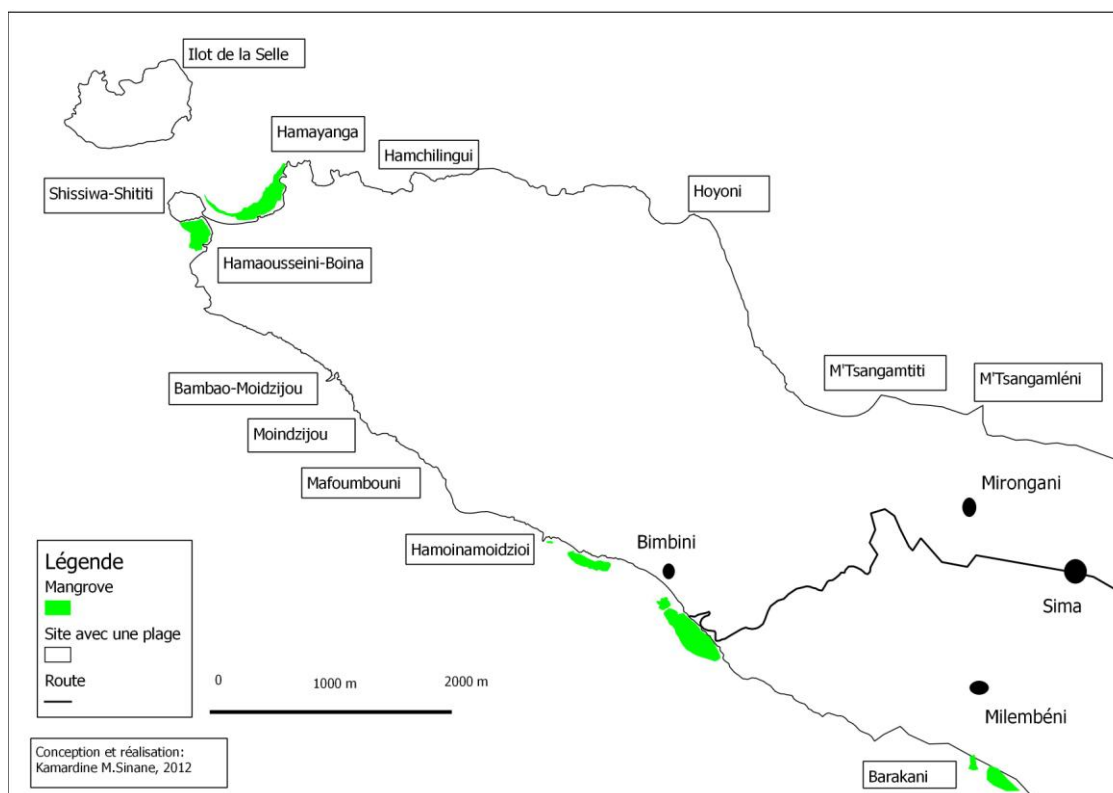 Ilot de la Selle
Hamayanga
Hamchilingui
Shissiwa-Shititi
Hoyoni
Hamaousseini-Boina
M'Tsangamtiti
M'Tsangamléni
Bambao-Moidzijou
Moindzijou
Mafoumbouni
Mirongani
Hamoinamoidzioi
Bimbini
Sima
Légende
Mangrove
Site avec une plage
Route
0 1000 m 2000 m
Milembéni
Barakani
Conception et réalisation:
Kamardine M.Sinane, 2012